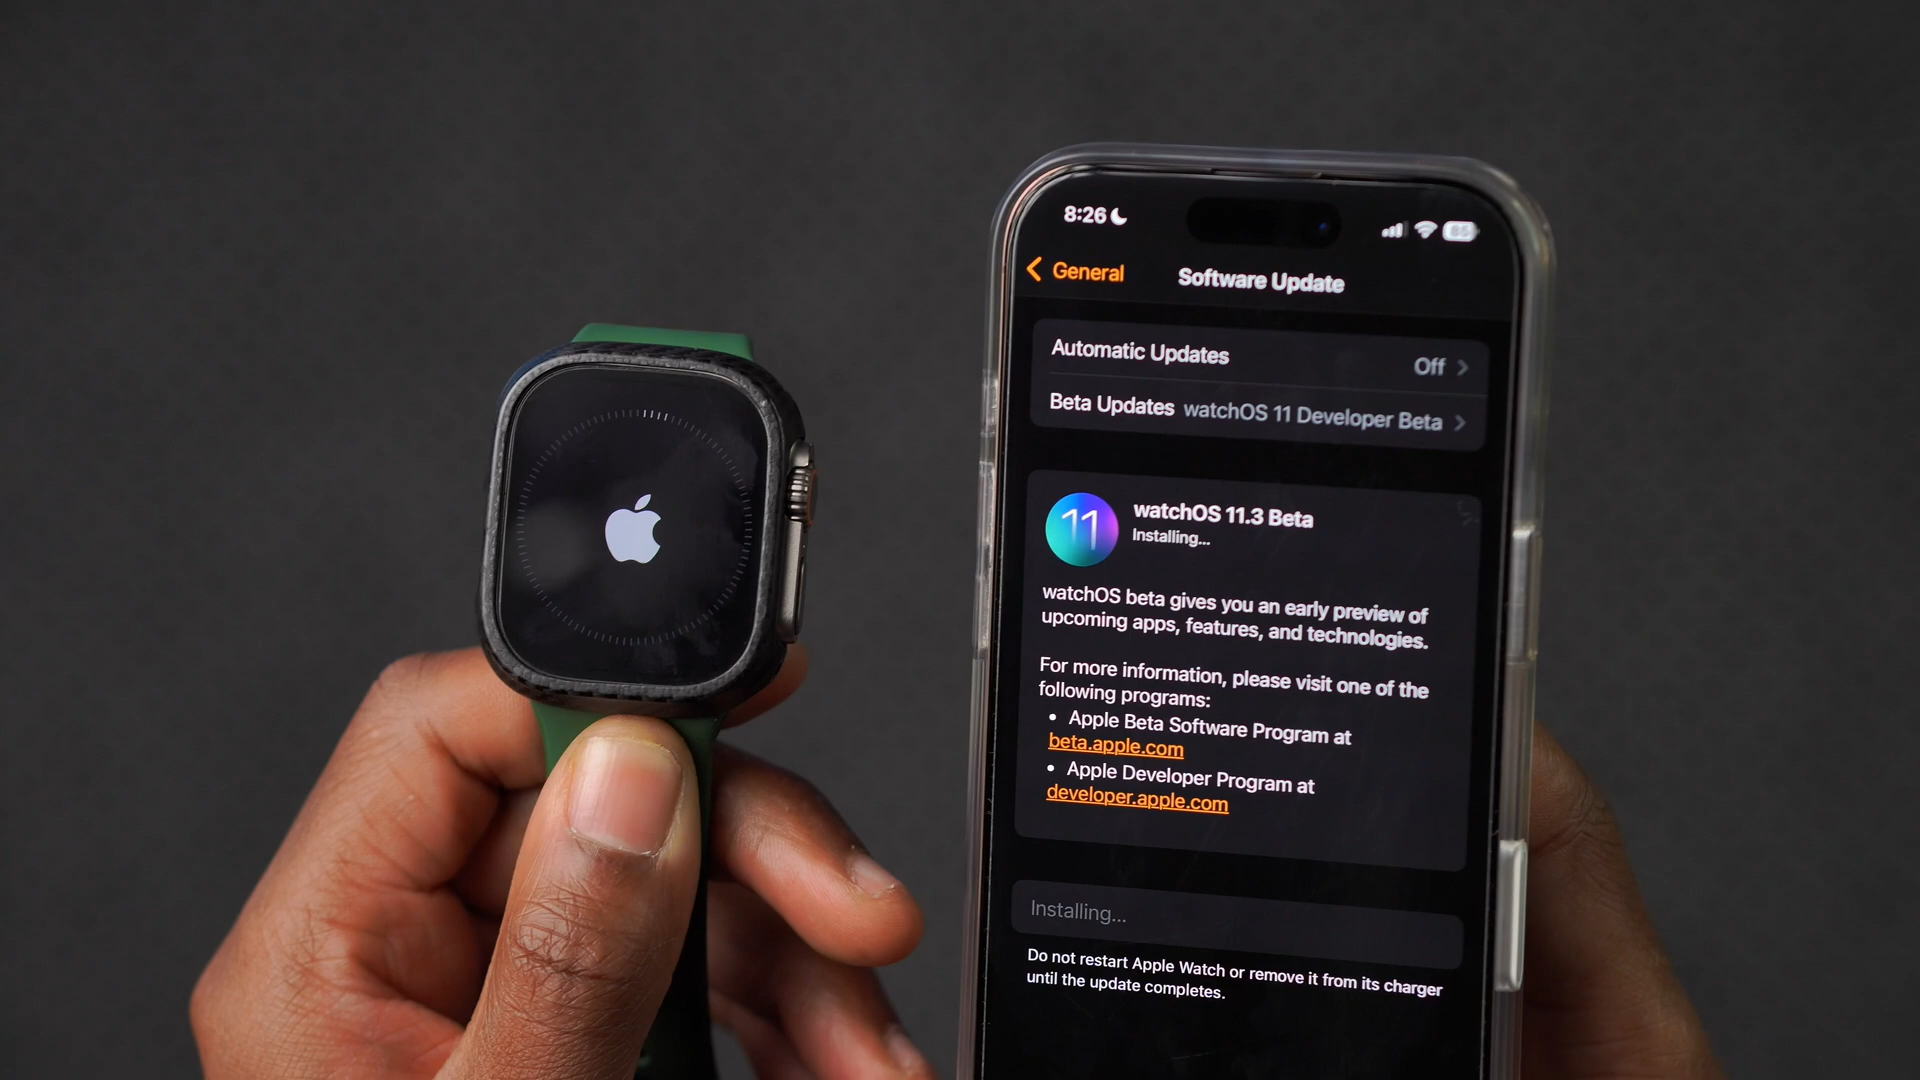 8:26
85
General
Software Update
Automatic Updates Off
Beta Updates watchOS 11 Developer Beta
11
watchOS 11.3 Beta
Installing...
watchOS beta gives you an early preview of
upcoming apps, features, and technologies.
For more information, please visit one of the
following programs:
• Apple Beta Software Program at
beta.apple.com
• Apple Developer Program at
developer.apple.com
Installing...
Do not restart Apple Watch or remove it from its charger
until the update completes.